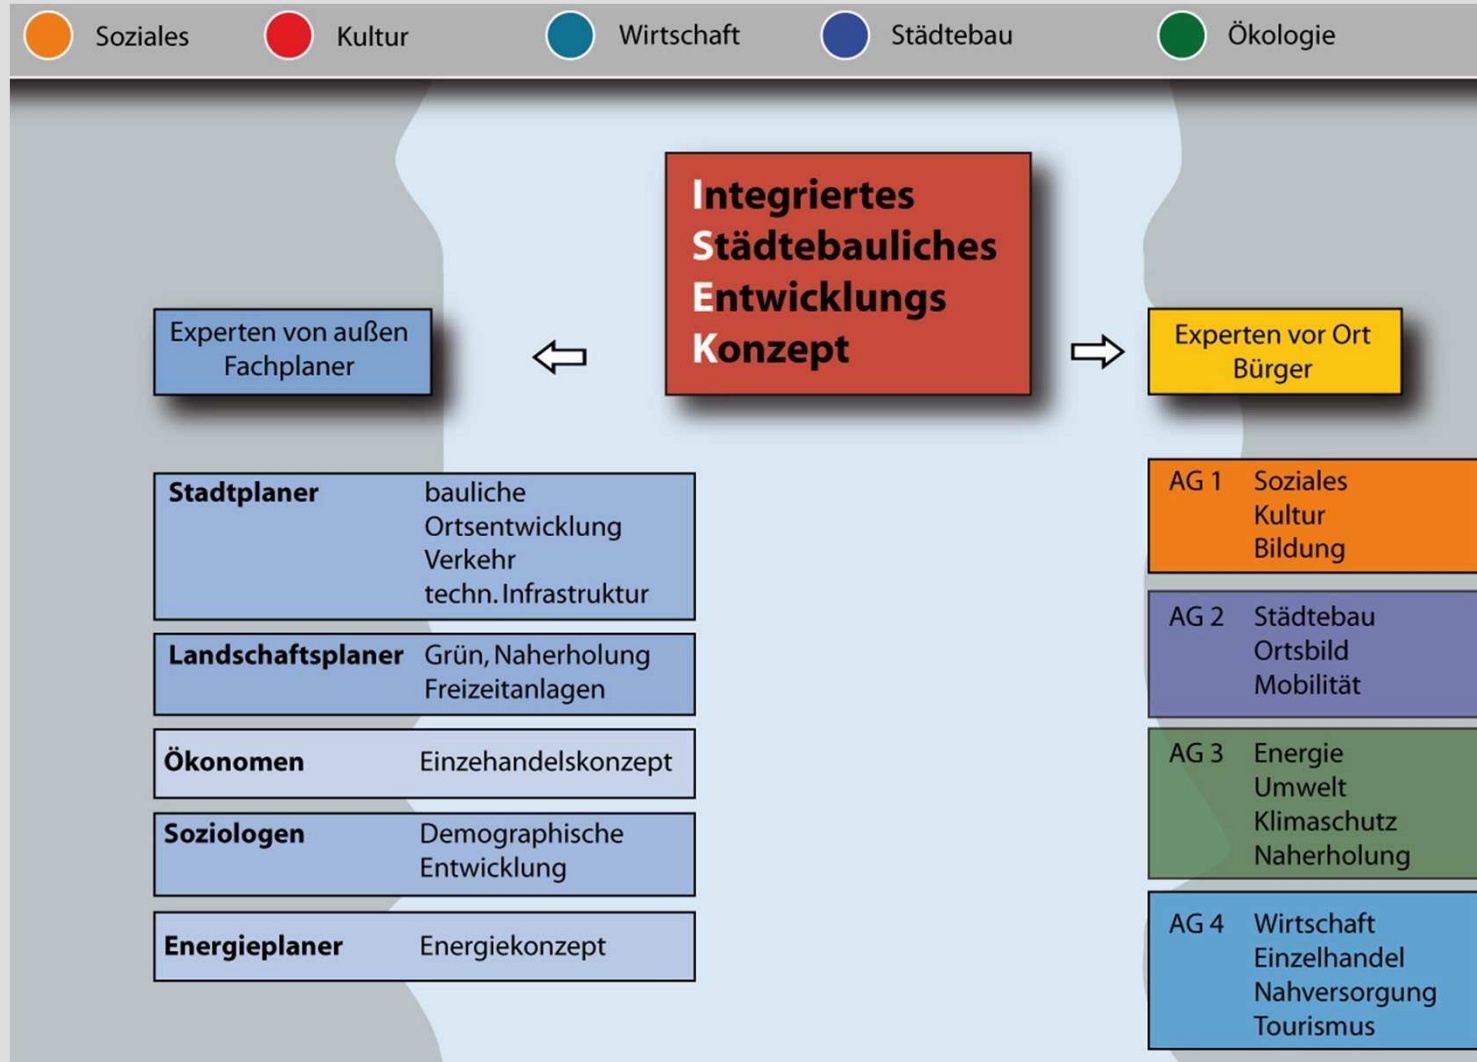 Soziales Kultur Wirtschaft Städtebau Ökologie
Integriertes
Städtebauliches
Entwicklungs
Konzept
Experten von außen
Fachplaner
Experten vor Ort
Bürger
Stadtplaner bauliche
Ortsentwicklung
Verkehr
techn. Infrastruktur
Landschaftsplaner Grün, Naherholung
Freizeitanlagen
Ökonomen Einzehandelskonzept
Soziologen Demographische
Entwicklung
Energieplaner Energiekonzept
AG 1 Soziales
Kultur
Bildung
AG 2 Städtebau
Ortsbild
Mobilität
AG 3 Energie
Umwelt
Klimaschutz
Naherholung
AG 4 Wirtschaft
Einzelhandel
Nahversorgung
Tourismus